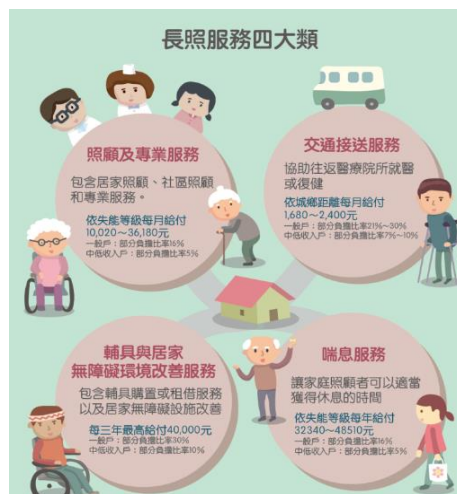 長照服務四大類
照顧及專業服務
包含居家照顧、社區照顧
和專業服務。
依失能等級每月給付
10,020～36,180元
一般戶：部分負擔比率16%
中低收入戶：部分負擔比率5%
交通接送服務
協助往返醫療院所就醫
或復健
依城鄉距離每月給付
1,680～2,400元
一般戶：部分負擔比率21%～30%
中低收入戶：部分負擔比率7%～10%
輔具與居家
無障礙環境改善服務
包含輔具購置或租借服務
以及居家無障礙設施改善
每三年最高給付40,000元
一般戶：部分負擔比率30%
中低收入戶：部分負擔比率10%
喘息服務
讓家庭照顧者可以適當
獲得休息的時間
依失能等級每年給付
32340～48510元
一般戶：部分負擔比率16%
中低收入戶：部分負擔比率5%